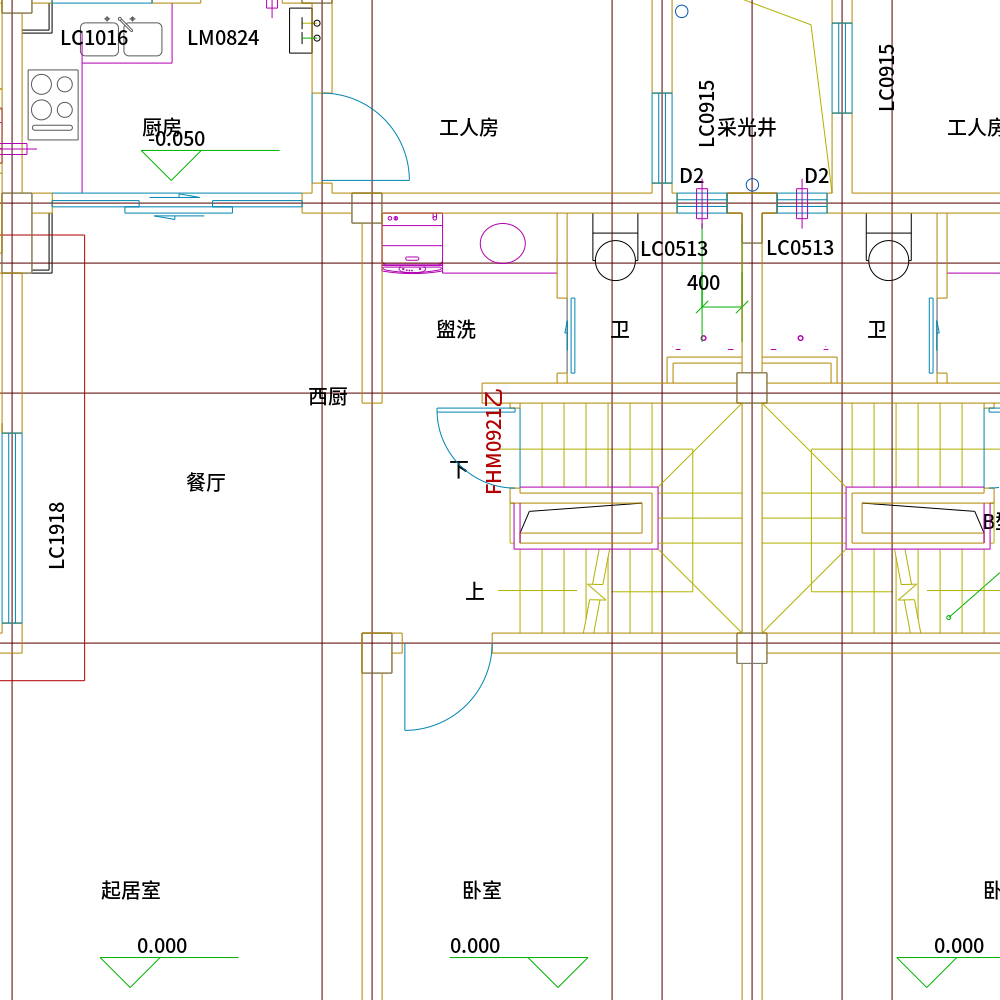 LC1016
LM0824
LC0915
LC0915
厨房
-0.050
工人房
采光井
工人房
D2
D2
LC0513
LC0513
400
盥洗
卫
卫
西厨
FHM0921乙
下
餐厅
LC1918
上
起居室
卧室
0.000
0.000
0.000